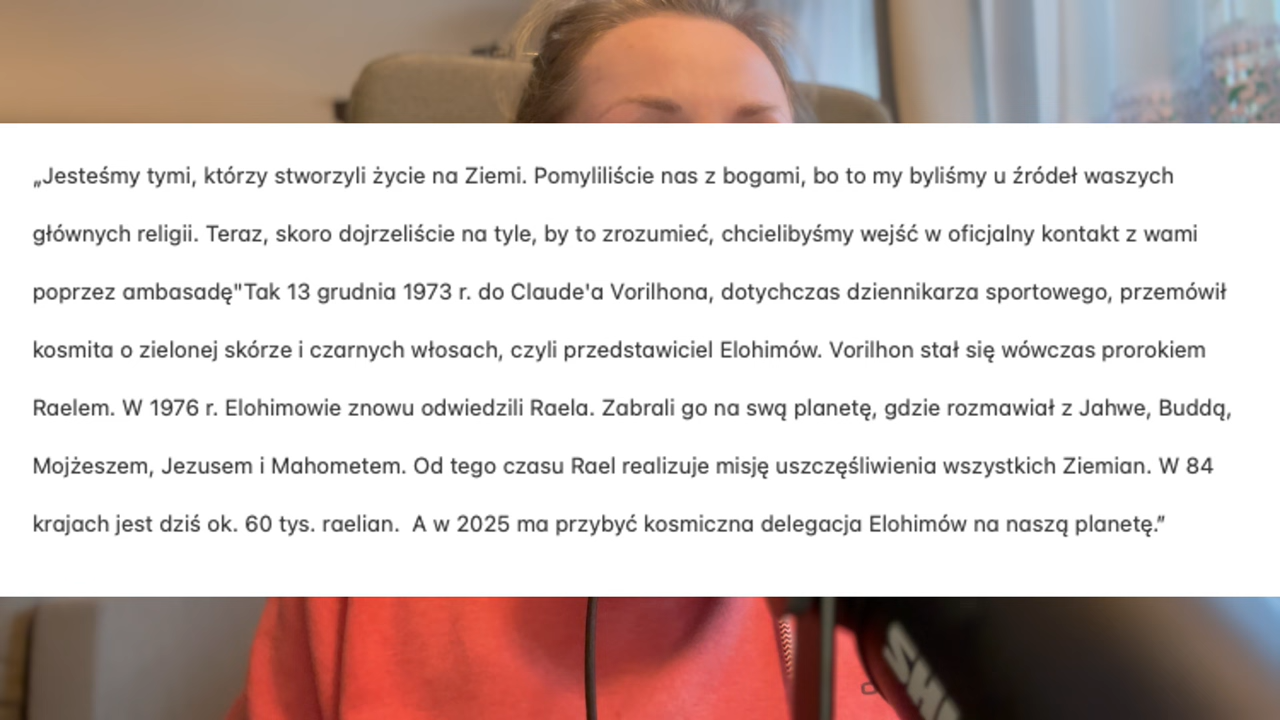 „Jesteśmy tymi, którzy stworzyli życie na Ziemi. Pomyliliście nas z bogami, bo to my byliśmy u źródeł waszych
głównych religii. Teraz, skoro dojrzeliście na tyle, by to zrozumieć, chcielibyśmy wejść w oficjalny kontakt z wami
poprzez ambasadę"Tak 13 grudnia 1973 r. do Claude'a Vorilhona, dotychczas dziennikarza sportowego, przemówił
kosmita o zielonej skórze i czarnych włosach, czyli przedstawiciel Elohimów. Vorilhon stał się wówczas prorokiem
Raelem. W 1976 r. Elohimowie znowu odwiedzili Raela. Zabrali go na swą planetę, gdzie rozmawiał z Jahwe, Buddą,
Mojżeszem, Jezusem i Mahometem. Od tego czasu Rael realizuje misję uszczęśliwienia wszystkich Ziemian. W 84
krajach jest dziś ok. 60 tys. raelian.  A w 2025 ma przybyć kosmiczna delegacja Elohimów na naszą planetę.”